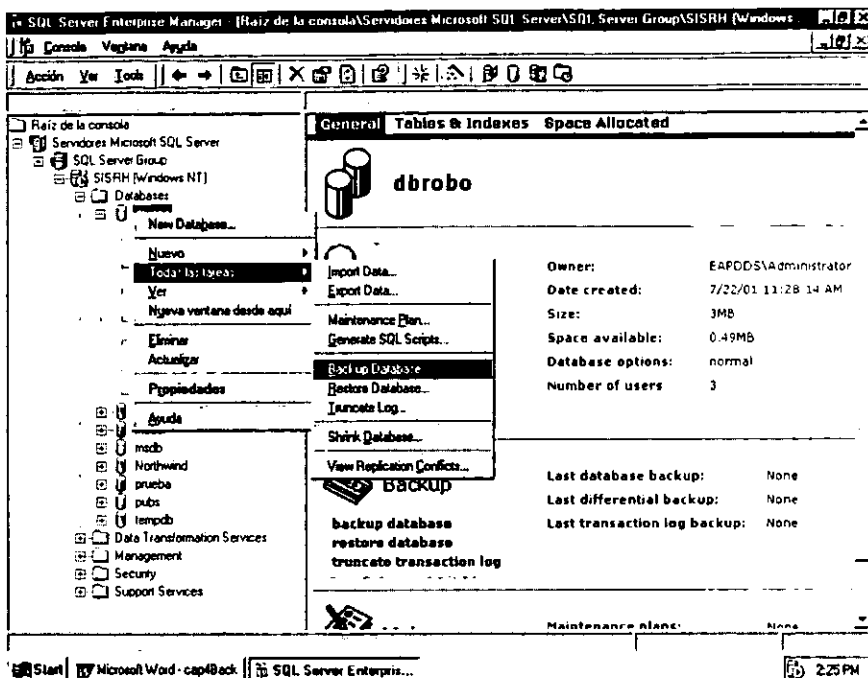 SQL Server Enterprise Manager - [Raíz de la consola\Servidores Microsoft SQL Server\SQL Server Group\SISRH (Windows
Consola Ventana Ayuda
Acción Ver Tools
Raíz de la consola
Servidores Microsoft SQL Server
SQL Server Group
SISRH (Windows NT)
Databases
msdb
Northwind
prueba
pubs
tempdb
Data Transformation Services
Management
Security
Support Services
New Database...
Nuevo
Todas las tareas
Ver
Nueva ventana desde aquí
Eliminar
Actualizar
Propiedades
Ayuda
Import Data...
Export Data...
Maintenance Plan...
Generate SQL Scripts...
Backup Database
Restore Database...
Truncate Log...
Shrink Database...
View Replication Conflicts...
General Tables & Indexes Space Allocated
dbrobo
Owner: EAPDDS\Administrator
Date created: 7/22/01 11:28:14 AM
Size: 3MB
Space available: 0.49MB
Database options: normal
Number of users 3
Backup
backup database
restore database
truncate transaction log
Last database backup: None
Last differential backup: None
Last transaction log backup: None
Maintenance plans: None
Start Microsoft Word - cap4Back SQL Server Enterpris... 2:25 PM